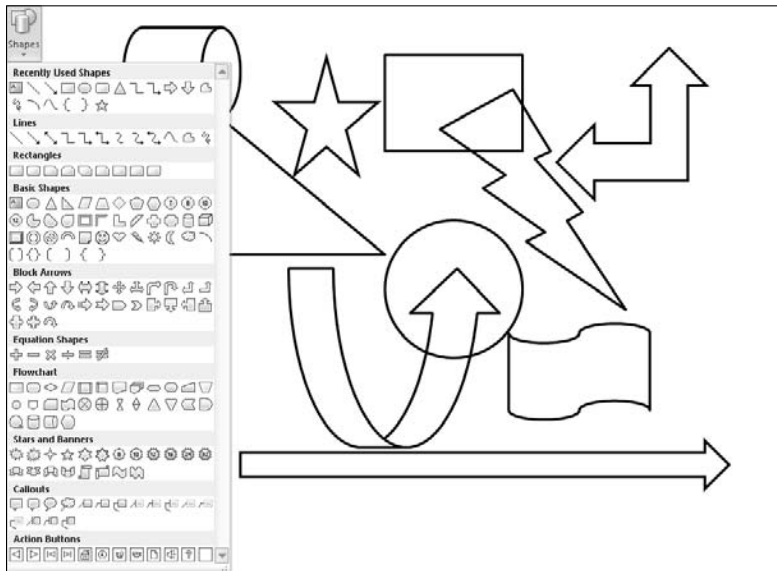 Shapes
Recently Used Shapes
Lines
Rectangles
Basic Shapes
Block Arrows
Equation Shapes
Flowchart
Stars and Banners
Callouts
Action Buttons